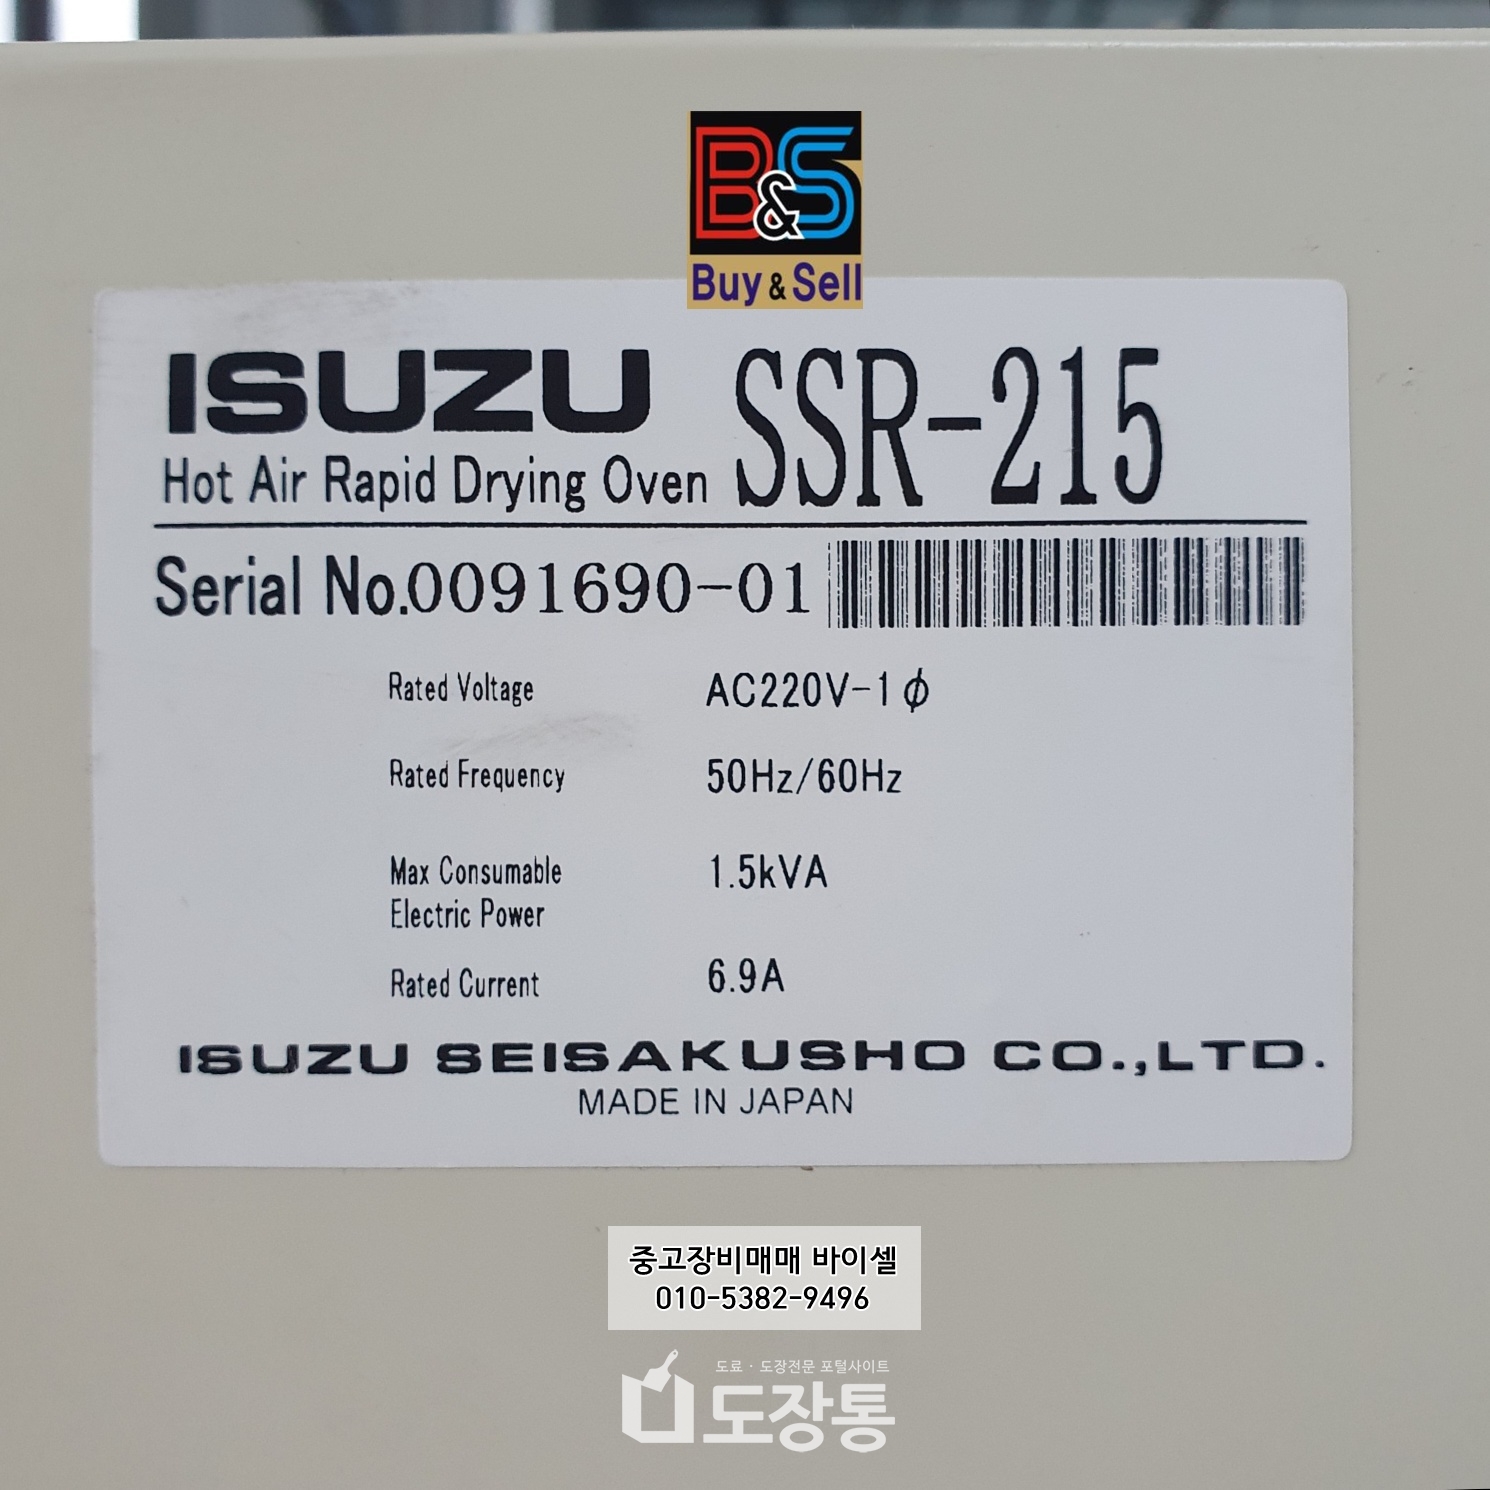 B&S
Buy & Sell
ISUZU SSR-215
Hot Air Rapid Drying Oven
Serial No.0091690-01
Rated Voltage AC220V-1φ
Rated Frequency 50Hz/60Hz
Max Consumable 1.5kVA
Electric Power
Rated Current 6.9A
ISUZU SEISAKUSHO CO.,LTD.
MADE IN JAPAN
중고장비매매 바이셀
010-5382-9496
도료 · 도장전문 포털사이트
도장통